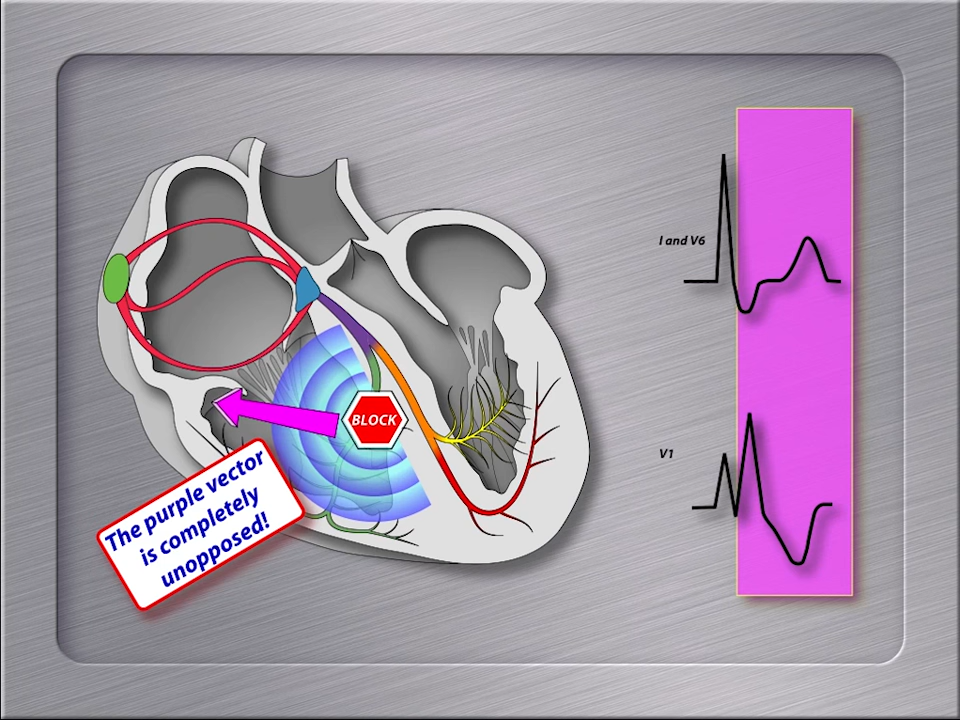 I and V6
BLOCK
V1
The purple vector
is completely
unopposed!